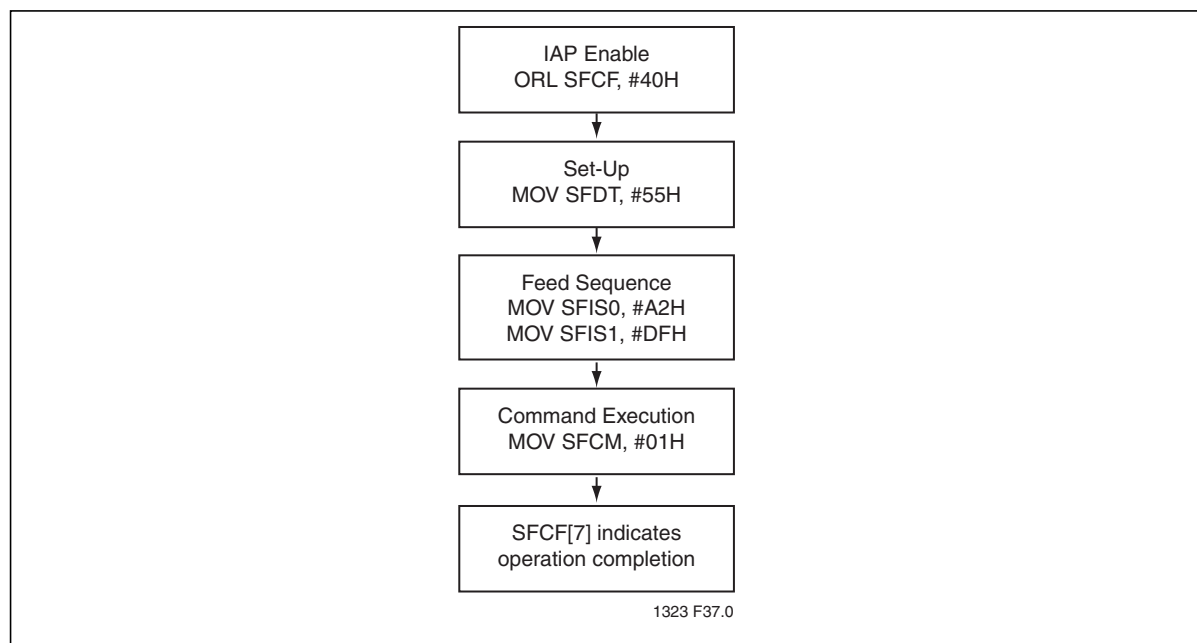 IAP Enable
ORL SFCF, #40H
Set-Up
MOV SFDT, #55H
Feed Sequence
MOV SFIS0, #A2H
MOV SFIS1, #DFH
Command Execution
MOV SFCM, #01H
SFCF[7] indicates
operation completion
1323 F37.0